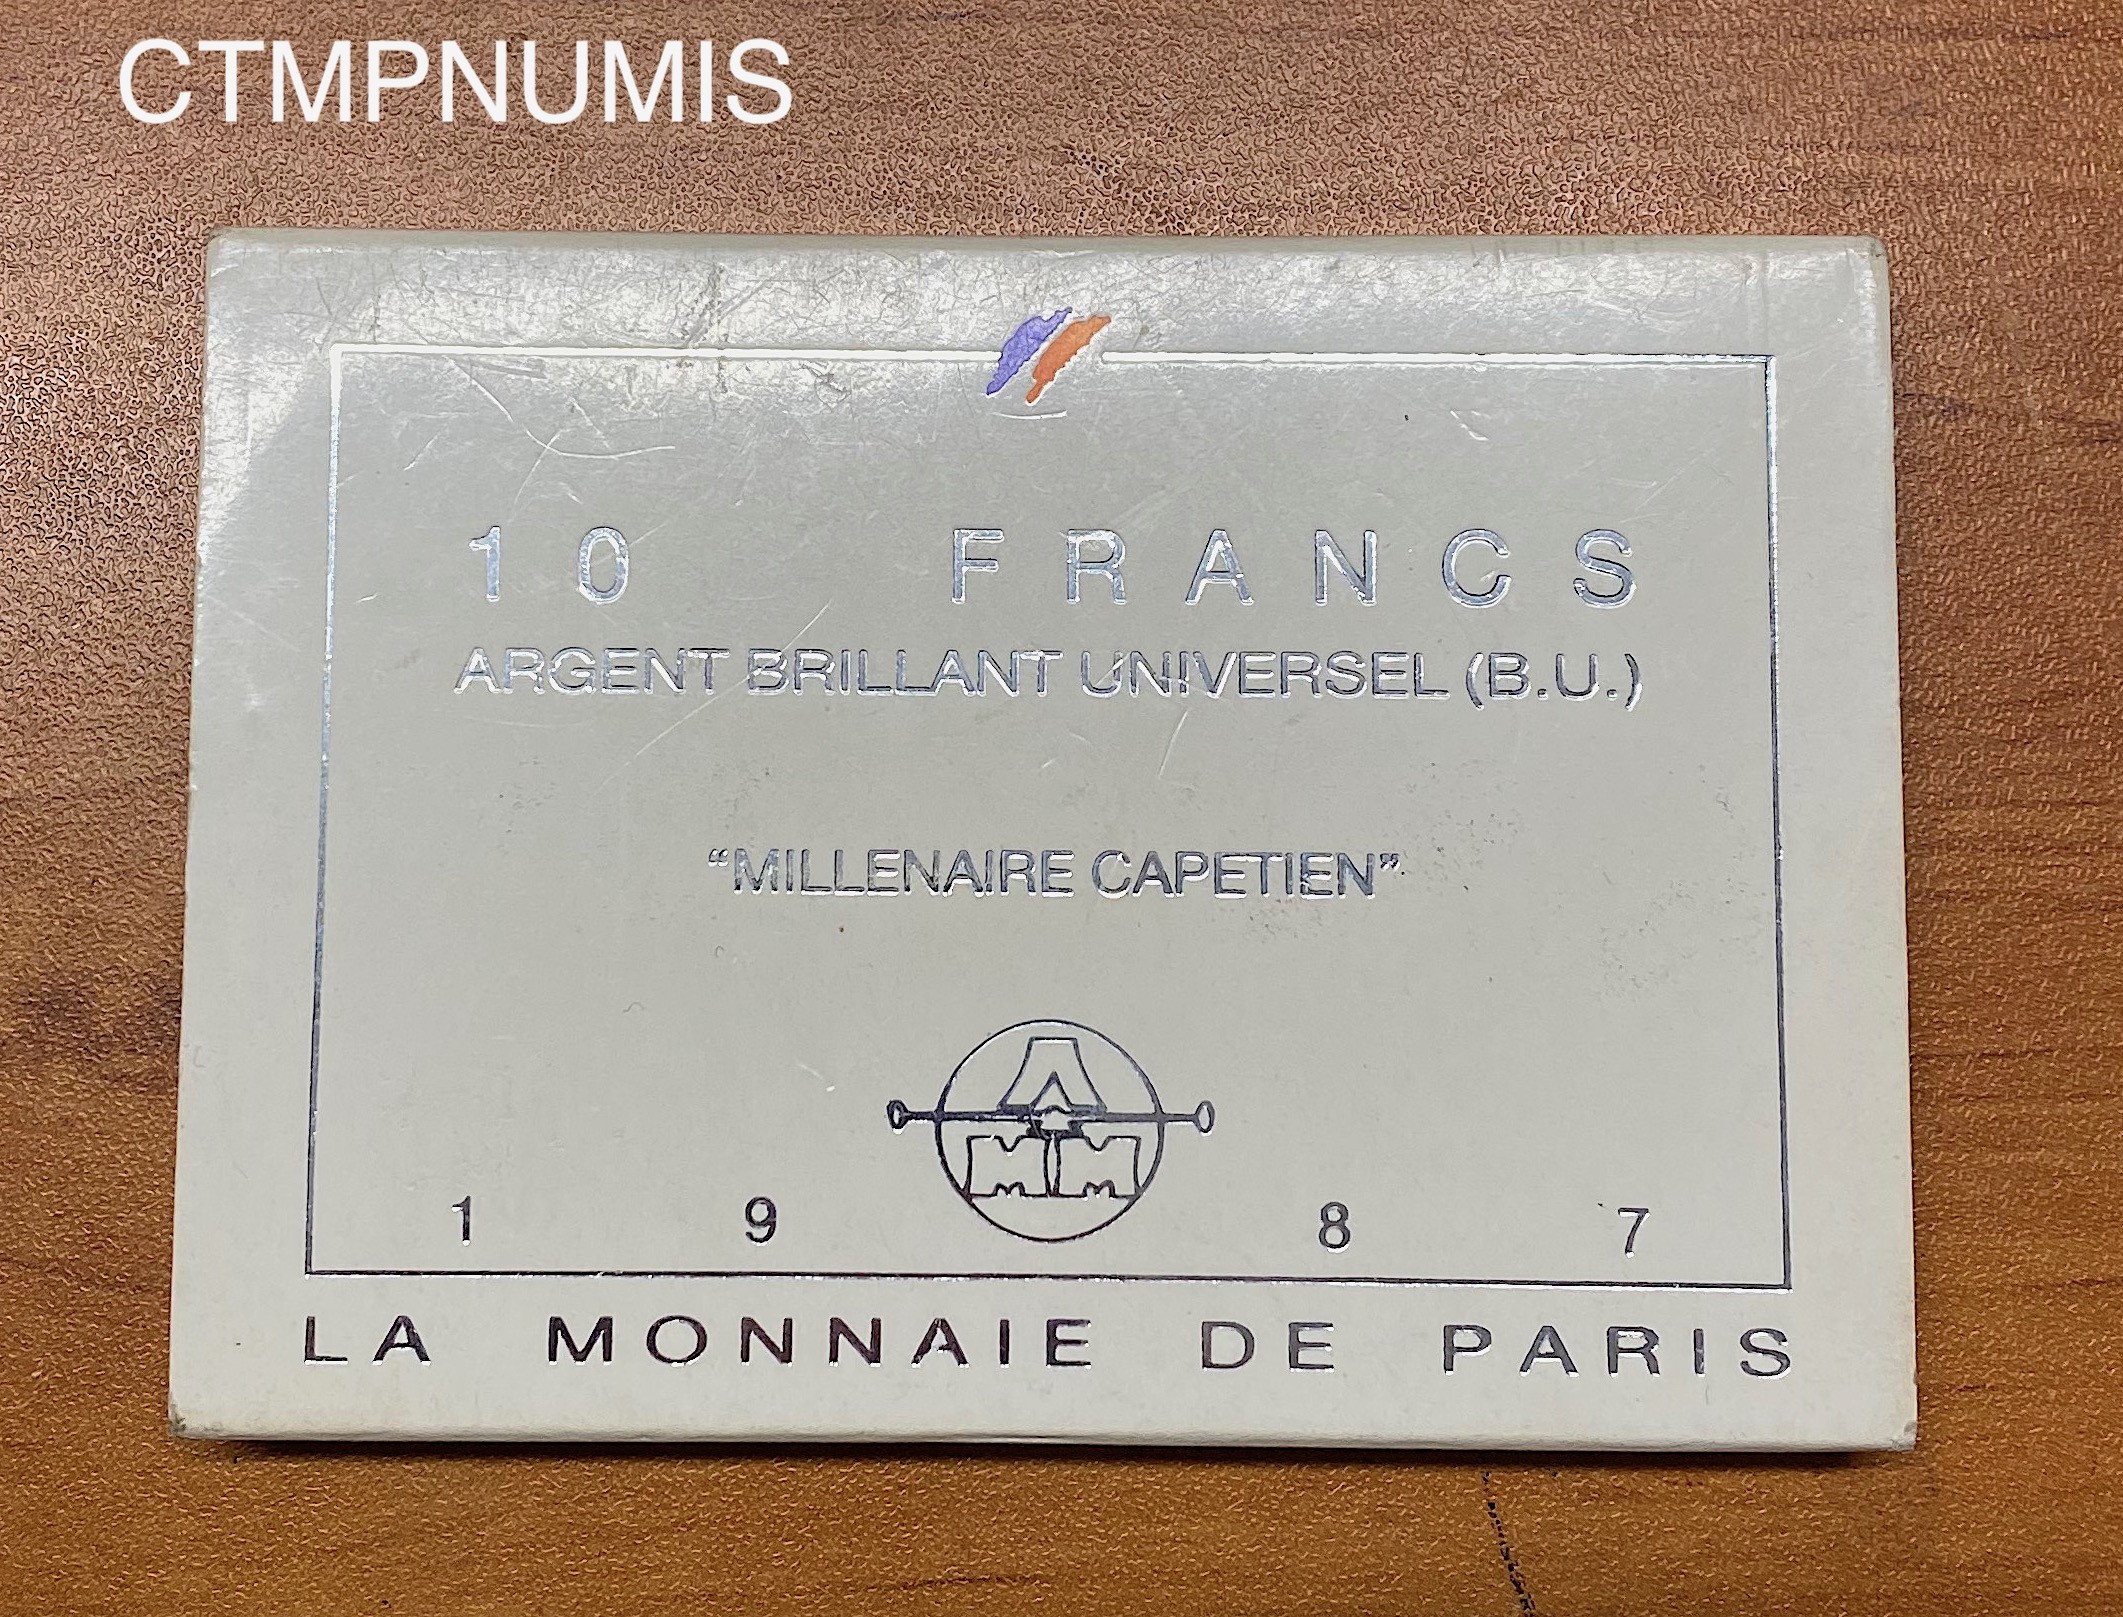 CTMPNUMIS
10 FRANCS
ARGENT BRILLANT UNIVERSEL (B.U.)
“MILLENAIRE CAPETIEN”
1 9 8 7
LA MONNAIE DE PARIS